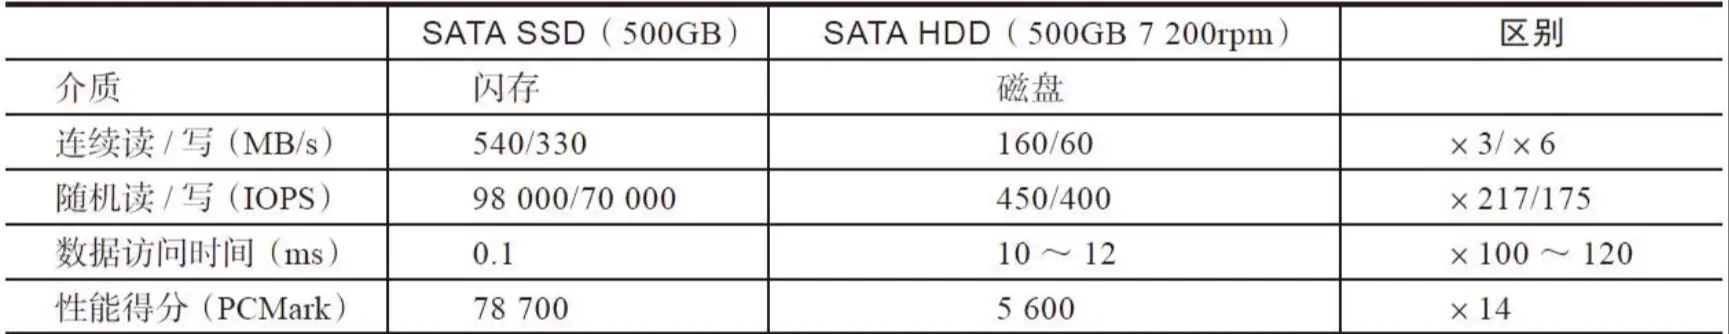 SATA SSD（500GB） SATA HDD（500GB 7 200rpm） 区别
介质 闪存 磁盘
连续读 / 写（MB/s） 540/330 160/60 × 3/ × 6
随机读 / 写（IOPS） 98 000/70 000 450/400 × 217/175
数据访问时间（ms） 0.1 10 ～ 12 × 100 ～ 120
性能得分（PCMark） 78 700 5 600 × 14